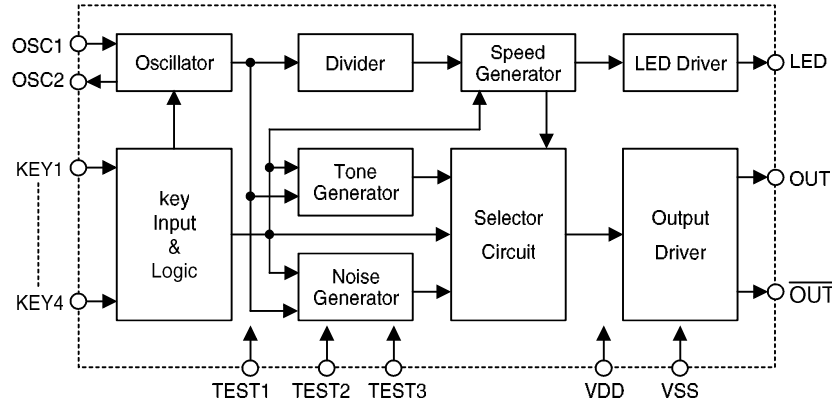 OSC1
OSC2
Oscillator
Divider
Speed
Generator
LED Driver
LED
KEY1
KEY4
key
Input
&
Logic
Tone
Generator
Noise
Generator
Selector
Circuit
Output
Driver
OUT
OUT
TEST1
TEST2
TEST3
VDD
VSS